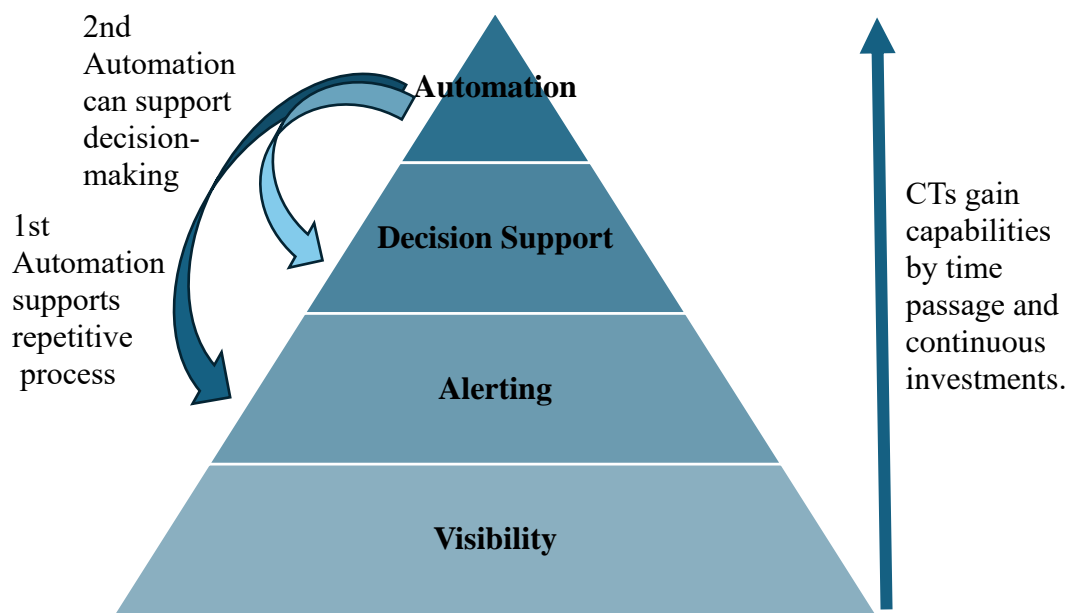 2nd
Automation
can support
decision-
making
1st
Automation
supports
repetitive
process
Automation
Decision Support
Alerting
Visibility
CTs gain
capabilities
by time
passage and
continuous
investments.